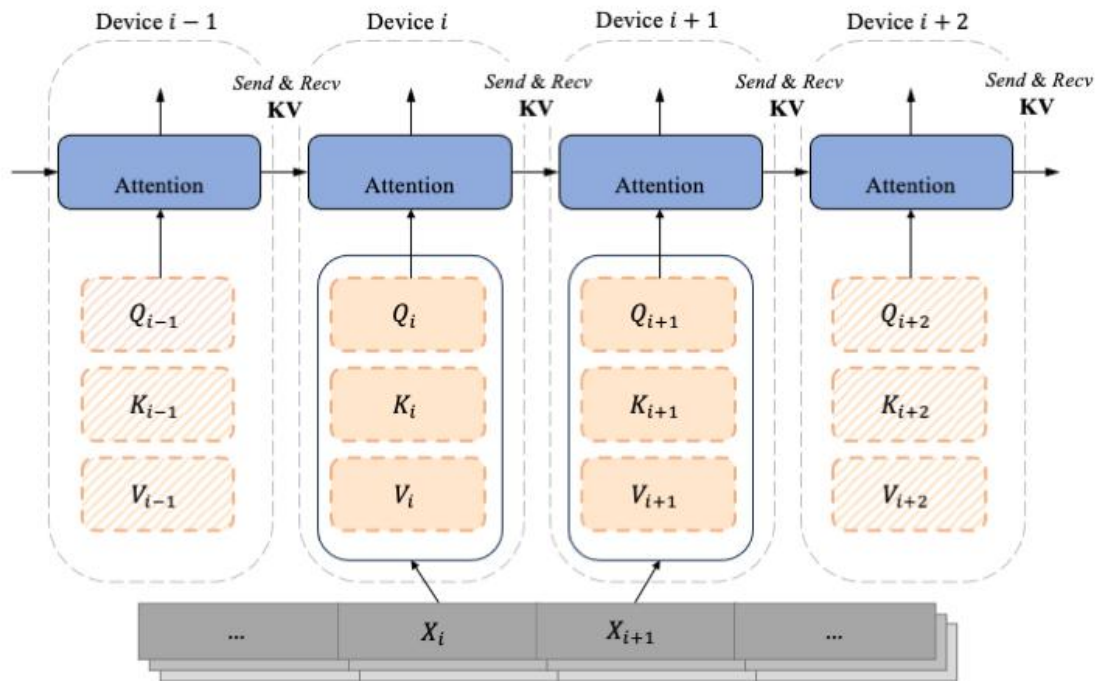 Device i − 1 Device i Device i + 1 Device i + 2
Send & Recv Send & Recv Send & Recv Send & Recv
KV KV KV KV
Attention Attention Attention Attention
Q_{i−1} Q_i Q_{i+1} Q_{i+2}
K_{i−1} K_i K_{i+1} K_{i+2}
V_{i−1} V_i V_{i+1} V_{i+2}
... X_i X_{i+1} ...